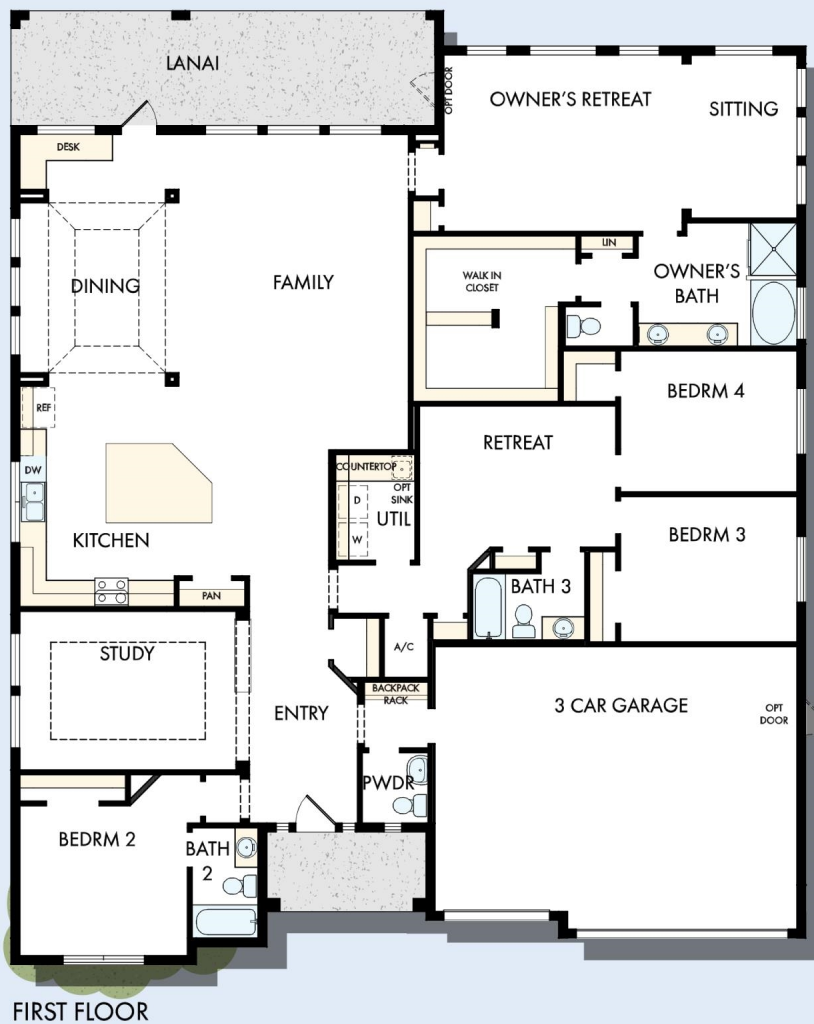 LANAI
OPT DOOR
OWNER'S RETREAT
SITTING
DESK
DINING
FAMILY
WALK IN
CLOSET
LIN
OWNER'S
BATH
REF
BEDRM 4
RETREAT
DW
COUNTERTOP
OPT
SINK
D
W
UTIL
KITCHEN
BEDRM 3
PAN
BATH 3
STUDY
A/C
BACKPACK
RACK
ENTRY
3 CAR GARAGE
OPT
DOOR
PWDR
BEDRM 2
BATH
2
FIRST FLOOR